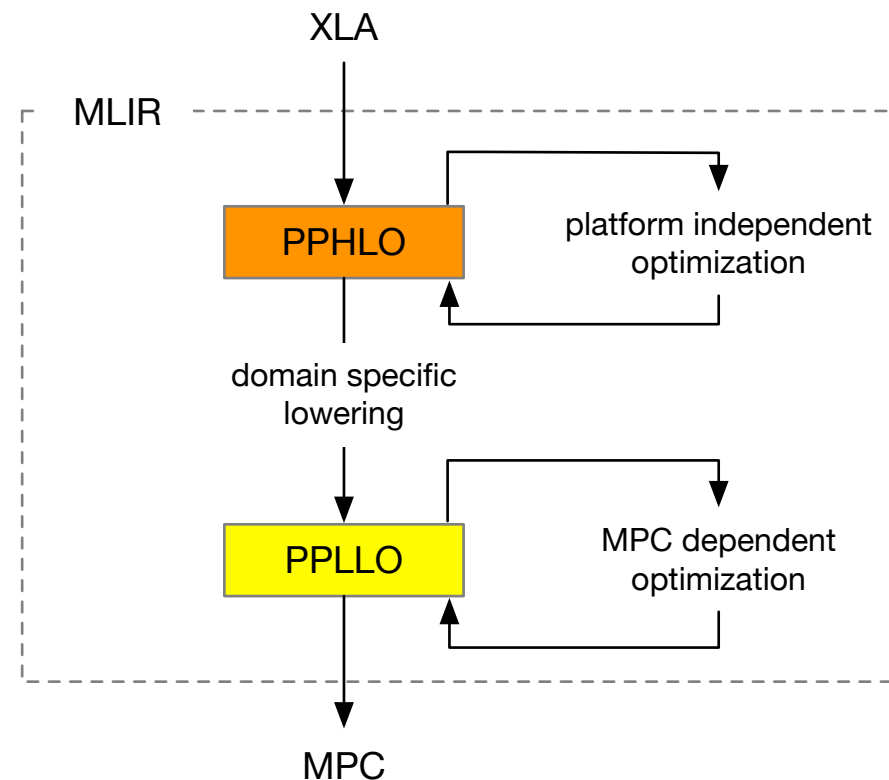 XLA
MLIR
PPHLO
platform independent
optimization
domain specific
lowering
PPLLO
MPC dependent
optimization
MPC